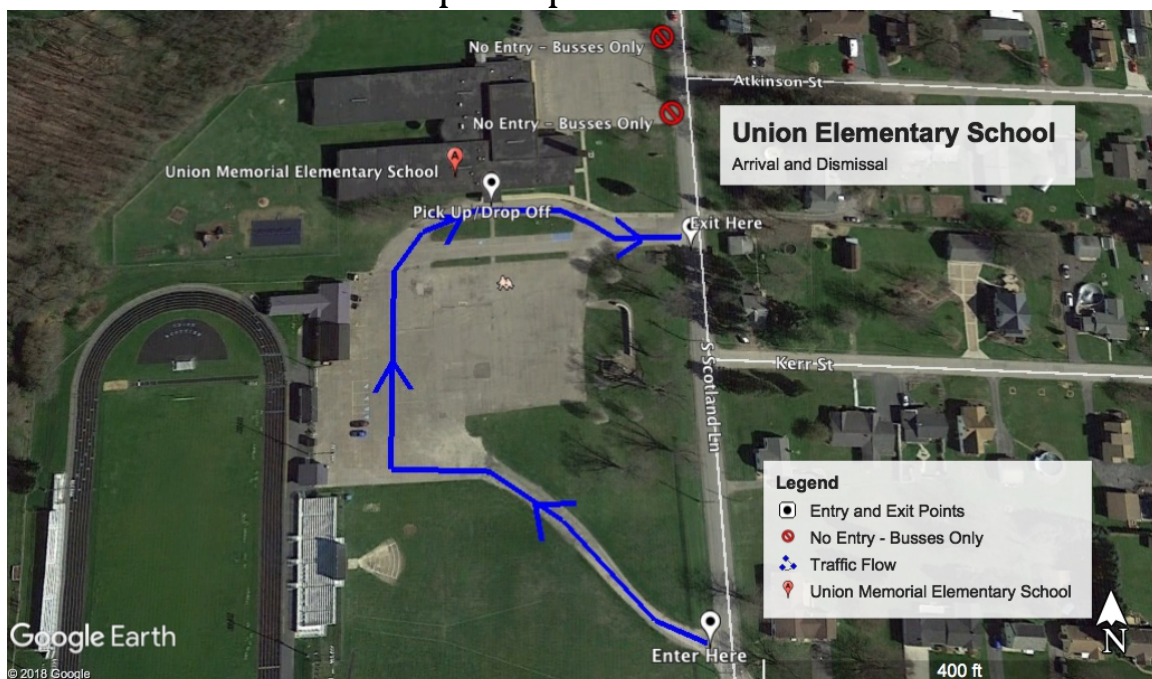 No Entry - Busses Only
Atkinson St
No Entry - Busses Only
Union Elementary School
Arrival and Dismissal
A
Union Memorial Elementary School
Pick Up/Drop Off
Exit Here
S Scotland Ln
Kerr St
Legend
Entry and Exit Points
No Entry - Busses Only
Traffic Flow
Union Memorial Elementary School
Google Earth
Enter Here
N
© 2018 Google
400 ft